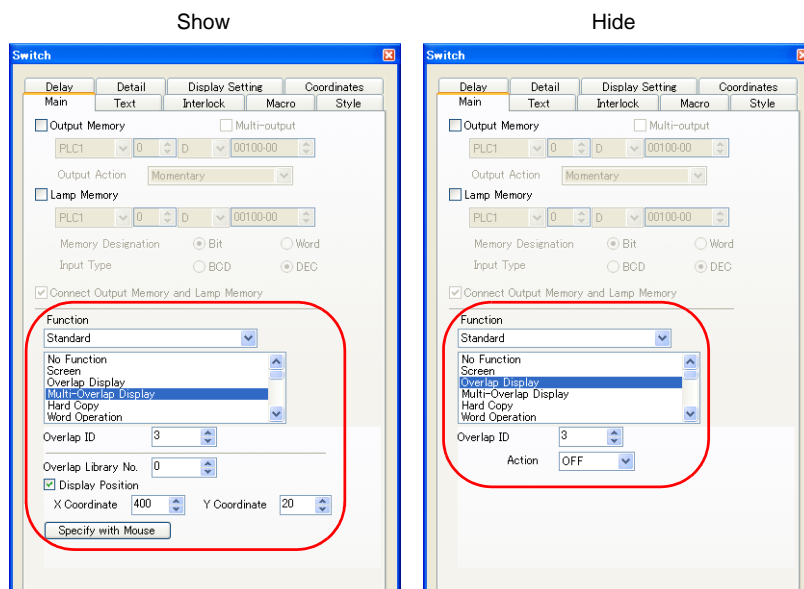 Show
Switch
Delay Detail Display Setting Coordinates
Main Text Interlock Macro Style
Output Memory Multi-output
PLC1 0 D 00100-00
Output Action Momentary
Lamp Memory
PLC1 0 D 00100-00
Memory Designation Bit Word
Input Type BCD DEC
Connect Output Memory and Lamp Memory
Function
Standard
No Function
Screen
Overlap Display
Multi-Overlap Display
Hard Copy
Word Operation
Overlap ID 3
Overlap Library No. 0
Display Position
X Coordinate 400 Y Coordinate 20
Specify with Mouse
Hide
Switch
Delay Detail Display Setting Coordinates
Main Text Interlock Macro Style
Output Memory Multi-output
PLC1 0 D 00100-00
Output Action Momentary
Lamp Memory
PLC1 0 D 00100-00
Memory Designation Bit Word
Input Type BCD DEC
Connect Output Memory and Lamp Memory
Function
Standard
No Function
Screen
Overlap Display
Multi-Overlap Display
Hard Copy
Word Operation
Overlap ID 3
Action OFF